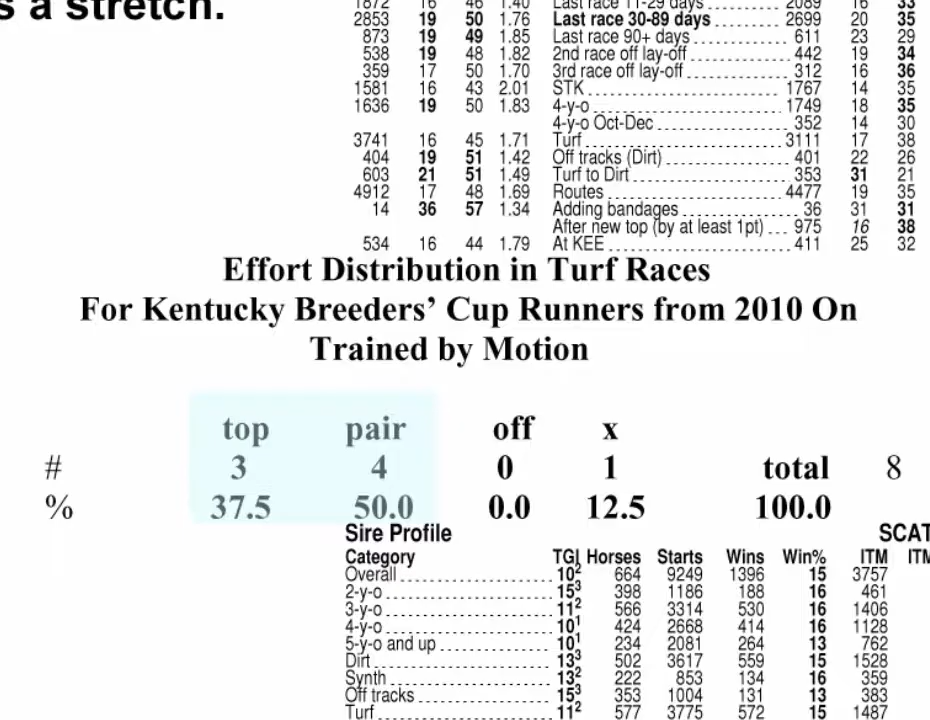 s a stretch.
1872 16 46 1.40 Last race 11-29 days 2089 16 33
2853 19 50 1.76 Last race 30-89 days 2699 20 35
873 19 49 1.85 Last race 90+ days 611 23 29
538 19 48 1.82 2nd race off lay-off 442 19 34
359 17 50 1.70 3rd race off lay-off 312 16 36
1581 16 43 2.01 STK 1767 14 35
1636 19 50 1.83 4-y-o 1749 18 35
4-y-o Oct-Dec 352 14 30
3741 16 45 1.71 Turf 3111 17 38
404 19 51 1.42 Off tracks (Dirt) 401 22 26
603 21 51 1.49 Turf to Dirt 353 31 21
4912 17 48 1.69 Routes 4477 19 35
14 36 57 1.34 Adding bandages 36 31 31
After new top (by at least 1pt) 975 16 38
534 16 44 1.79 At KEE 411 25 32
Effort Distribution in Turf Races
For Kentucky Breeders' Cup Runners from 2010 On
Trained by Motion
top pair off x
# 3 4 0 1 total 8
% 37.5 50.0 0.0 12.5 100.0
Sire Profile SCAT
Category TGI Horses Starts Wins Win% ITM ITM
Overall 10² 664 9249 1396 15 3757
2-y-o 15³ 398 1186 188 16 461
3-y-o 11² 566 3314 530 16 1406
4-y-o 10¹ 424 2668 414 16 1128
5-y-o and up 10¹ 234 2081 264 13 762
Dirt 13³ 502 3617 559 15 1528
Synth 13² 222 853 134 16 359
Off tracks 15³ 353 1004 131 13 383
Turf 11² 577 3775 572 15 1487